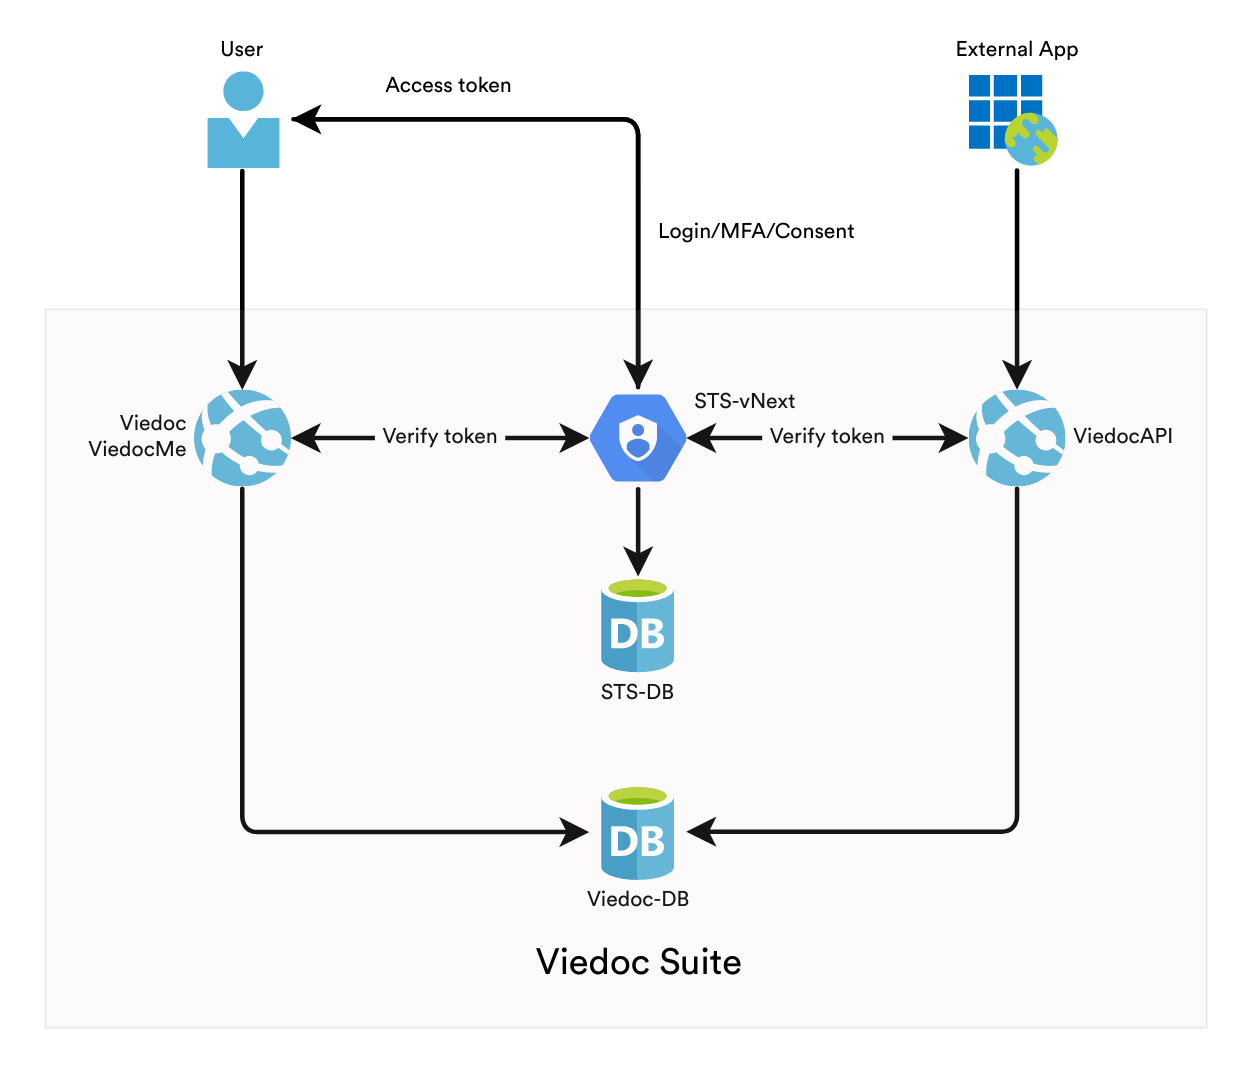 User
External App
Access token
Login/MFA/Consent
Viedoc
ViedocMe
Verify token
STS-vNext
Verify token
ViedocAPI
DB
STS-DB
DB
Viedoc-DB
Viedoc Suite